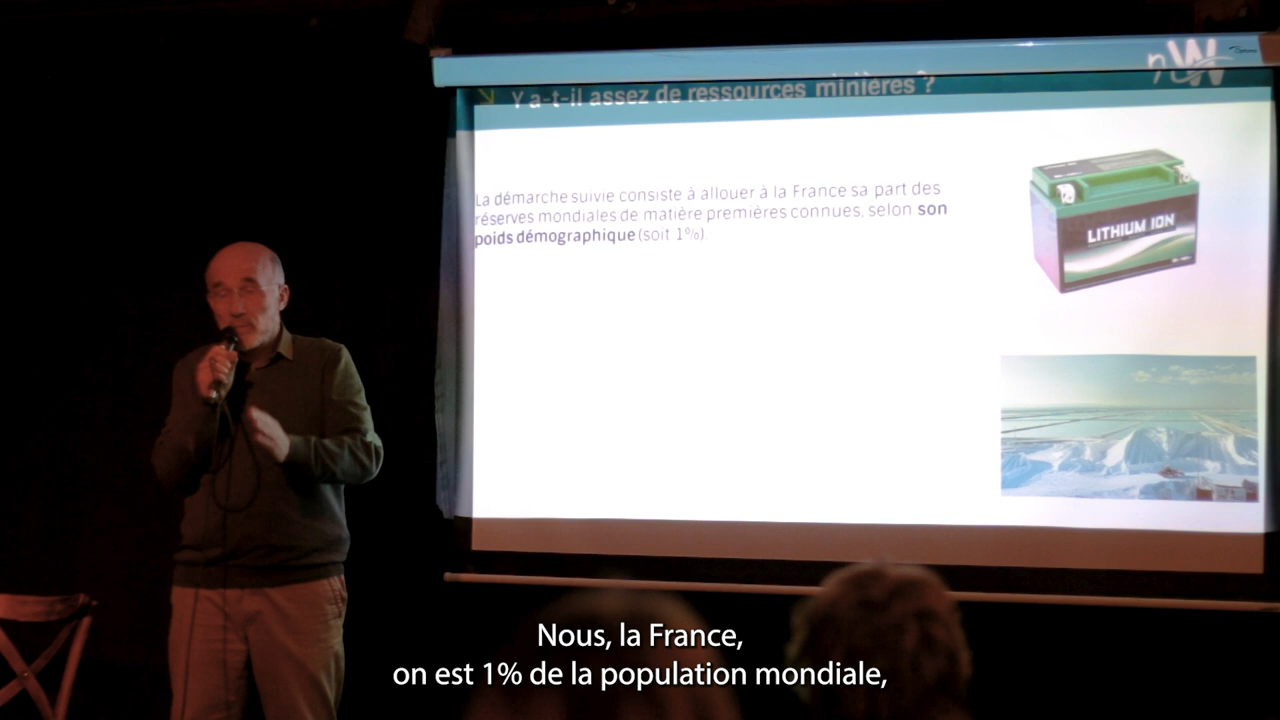 nW
Optoma
Y a-t-il assez de ressources minières ?
La démarche suivie consiste à allouer à la France sa part des
réserves mondiales de matière premières connues, selon son
poids démographique (soit 1%).
LITHIUM ION
Nous, la France,
on est 1% de la population mondiale,